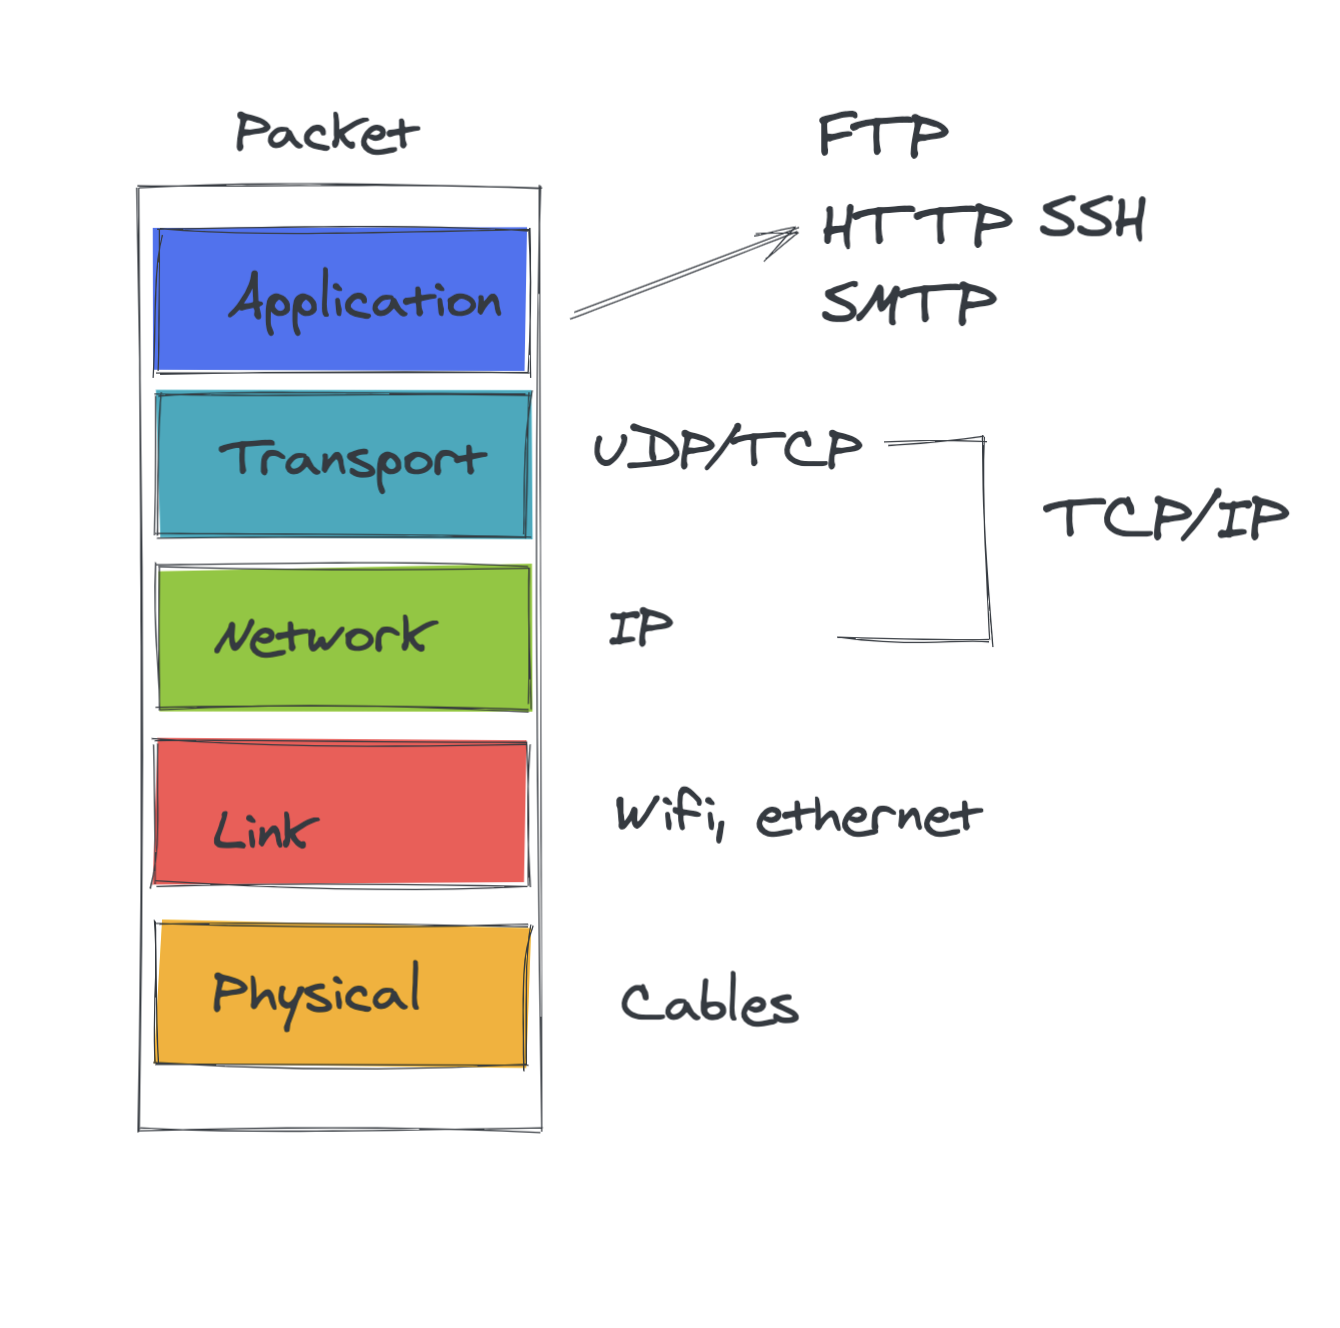 Packet
Application
Transport
Network
Link
Physical
FTP
HTTP SSH
SMTP
UDP/TCP
TCP/IP
IP
Wifi, ethernet
Cables